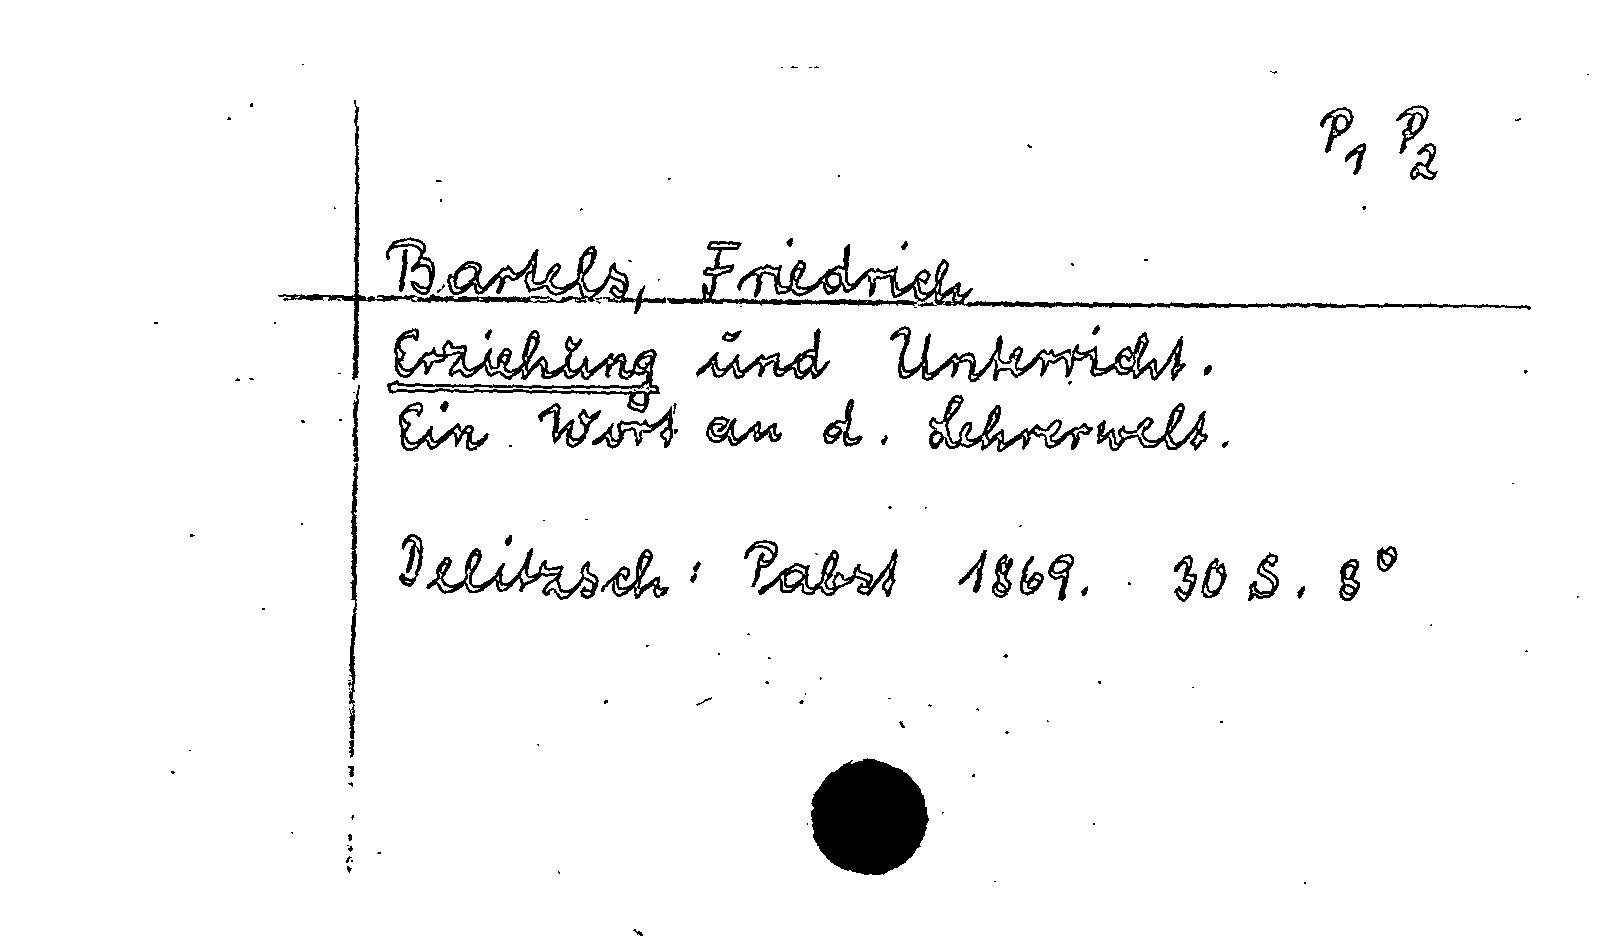 P₁ P₂
Bartels, Friedrich
Erziehung und Unterricht.
Ein Wort an d. Lehrerwelt.
Delitzsch: Pabst 1869. 30 S. 8°